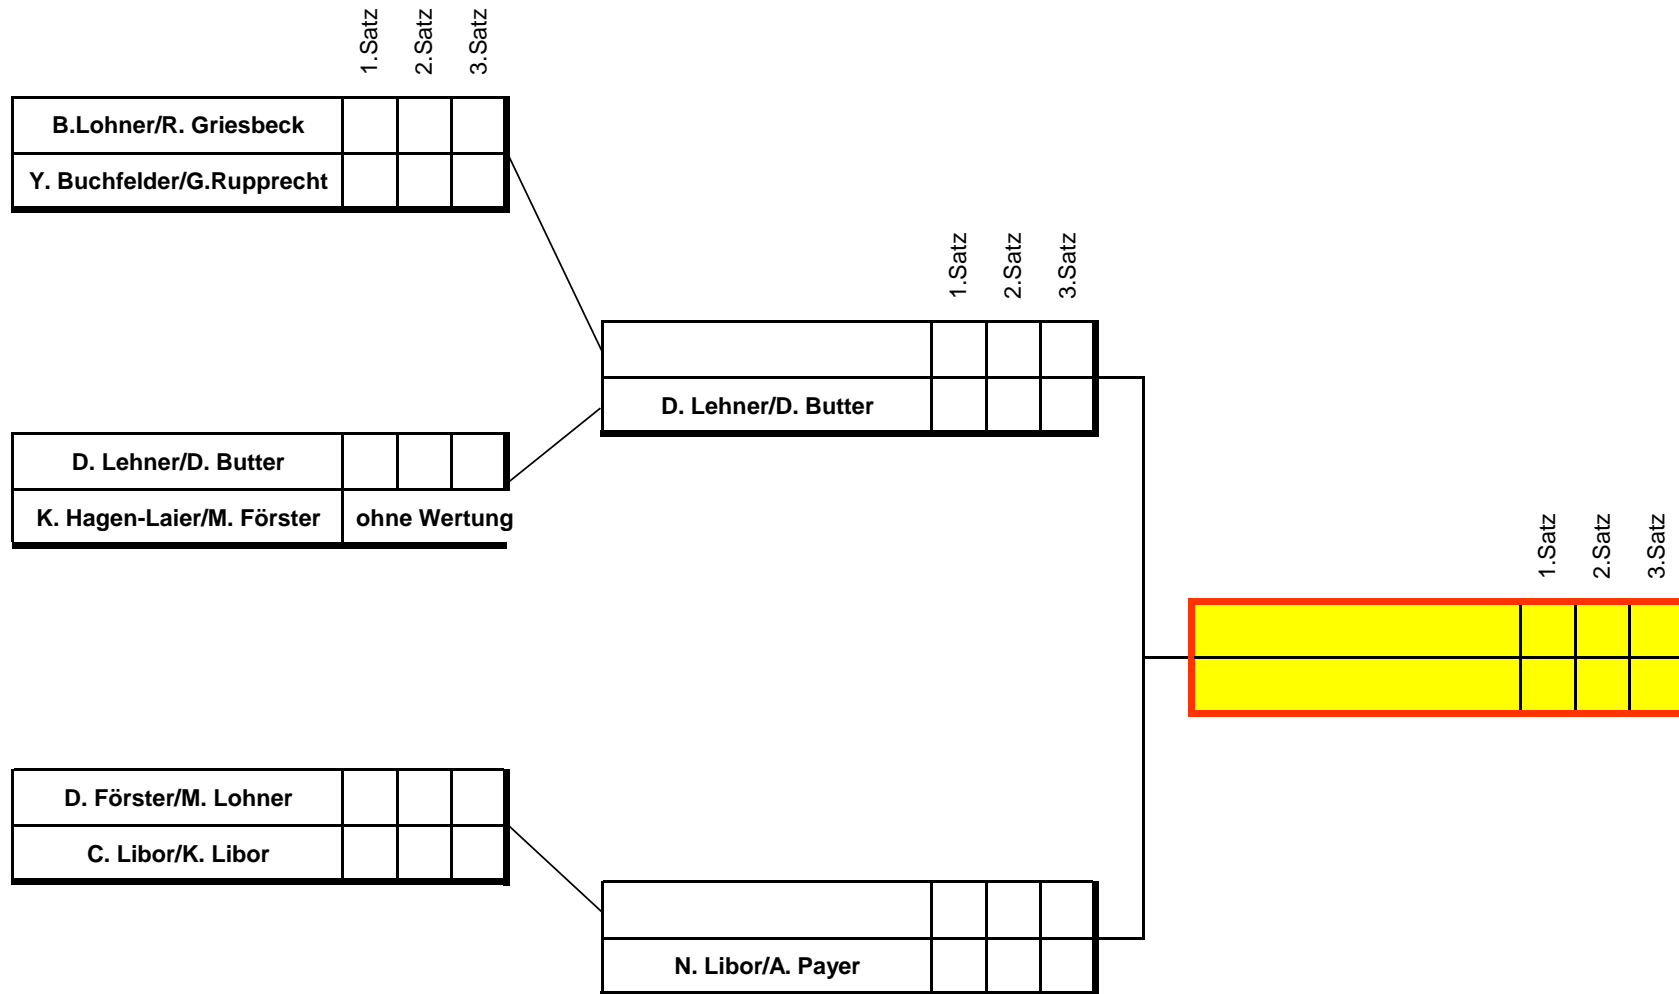 1.Satz 2.Satz 3.Satz
B.Lohner/R. Griesbeck
Y. Buchfelder/G.Rupprecht
1.Satz 2.Satz 3.Satz
D. Lehner/D. Butter
D. Lehner/D. Butter
K. Hagen-Laier/M. Förster ohne Wertung
1.Satz 2.Satz 3.Satz
D. Förster/M. Lohner
C. Libor/K. Libor
N. Libor/A. Payer